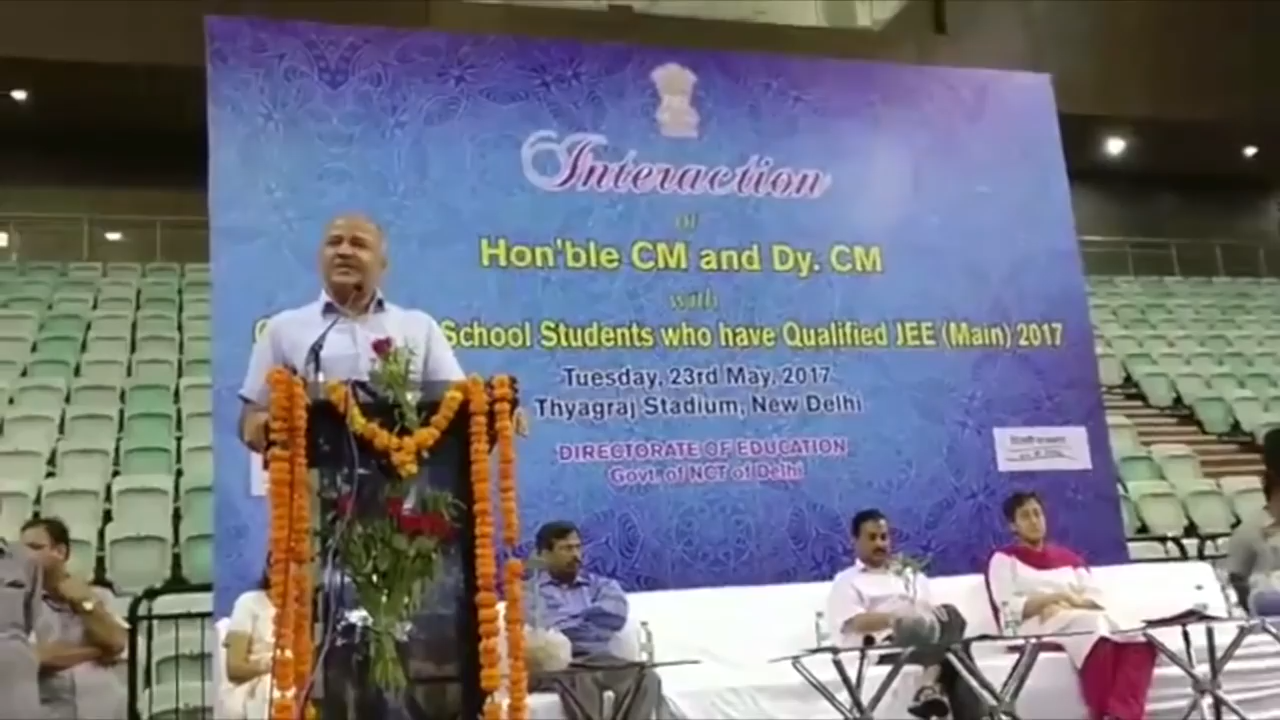 Interaction
of
Hon'ble CM and Dy. CM
with
School Students who have Qualified JEE (Main) 2017
Tuesday, 23rd May, 2017
Thyagraj Stadium, New Delhi
DIRECTORATE OF EDUCATION
Govt. of NCT of Delhi